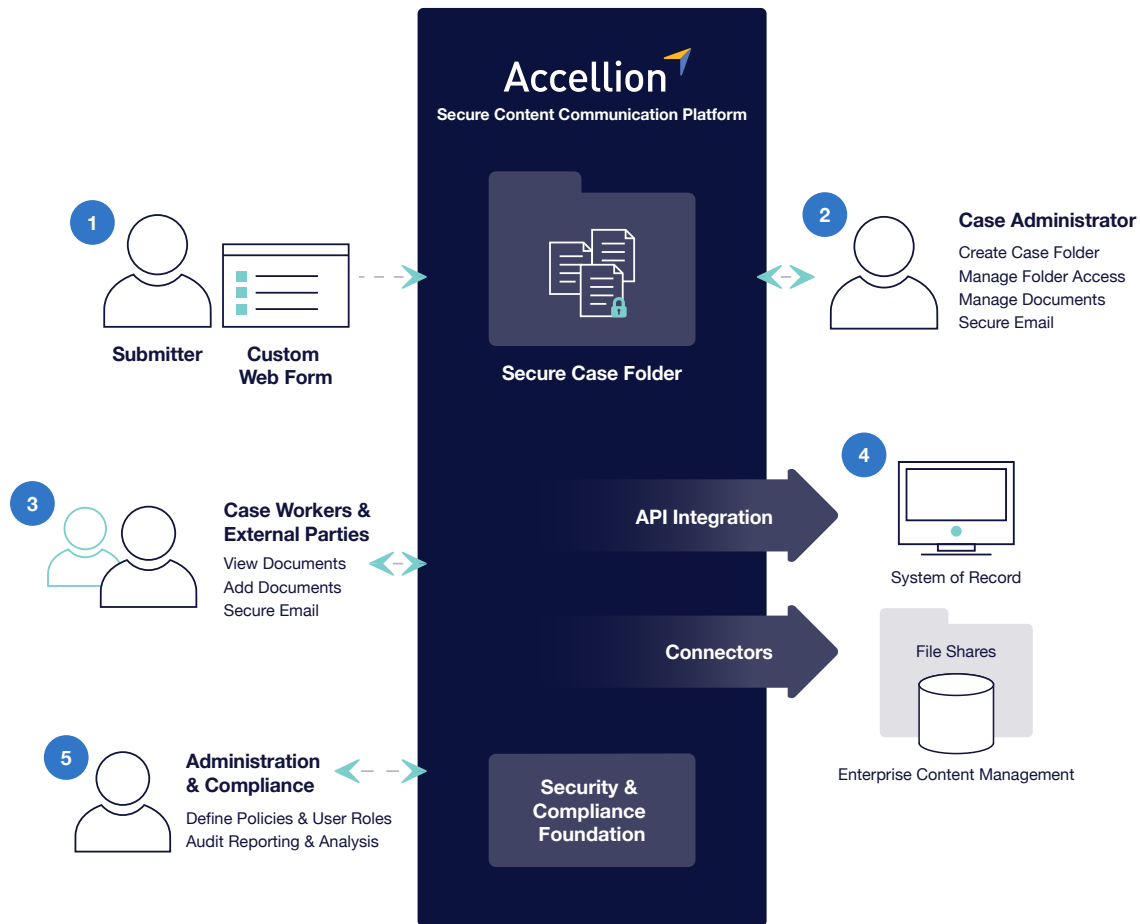 Accellion
Secure Content Communication Platform
1
Submitter
Custom
Web Form
Secure Case Folder
2
Case Administrator
Create Case Folder
Manage Folder Access
Manage Documents
Secure Email
3
Case Workers &
External Parties
View Documents
Add Documents
Secure Email
API Integration
4
System of Record
Connectors
File Shares
Enterprise Content Management
5
Administration
& Compliance
Define Policies & User Roles
Audit Reporting & Analysis
Security &
Compliance
Foundation